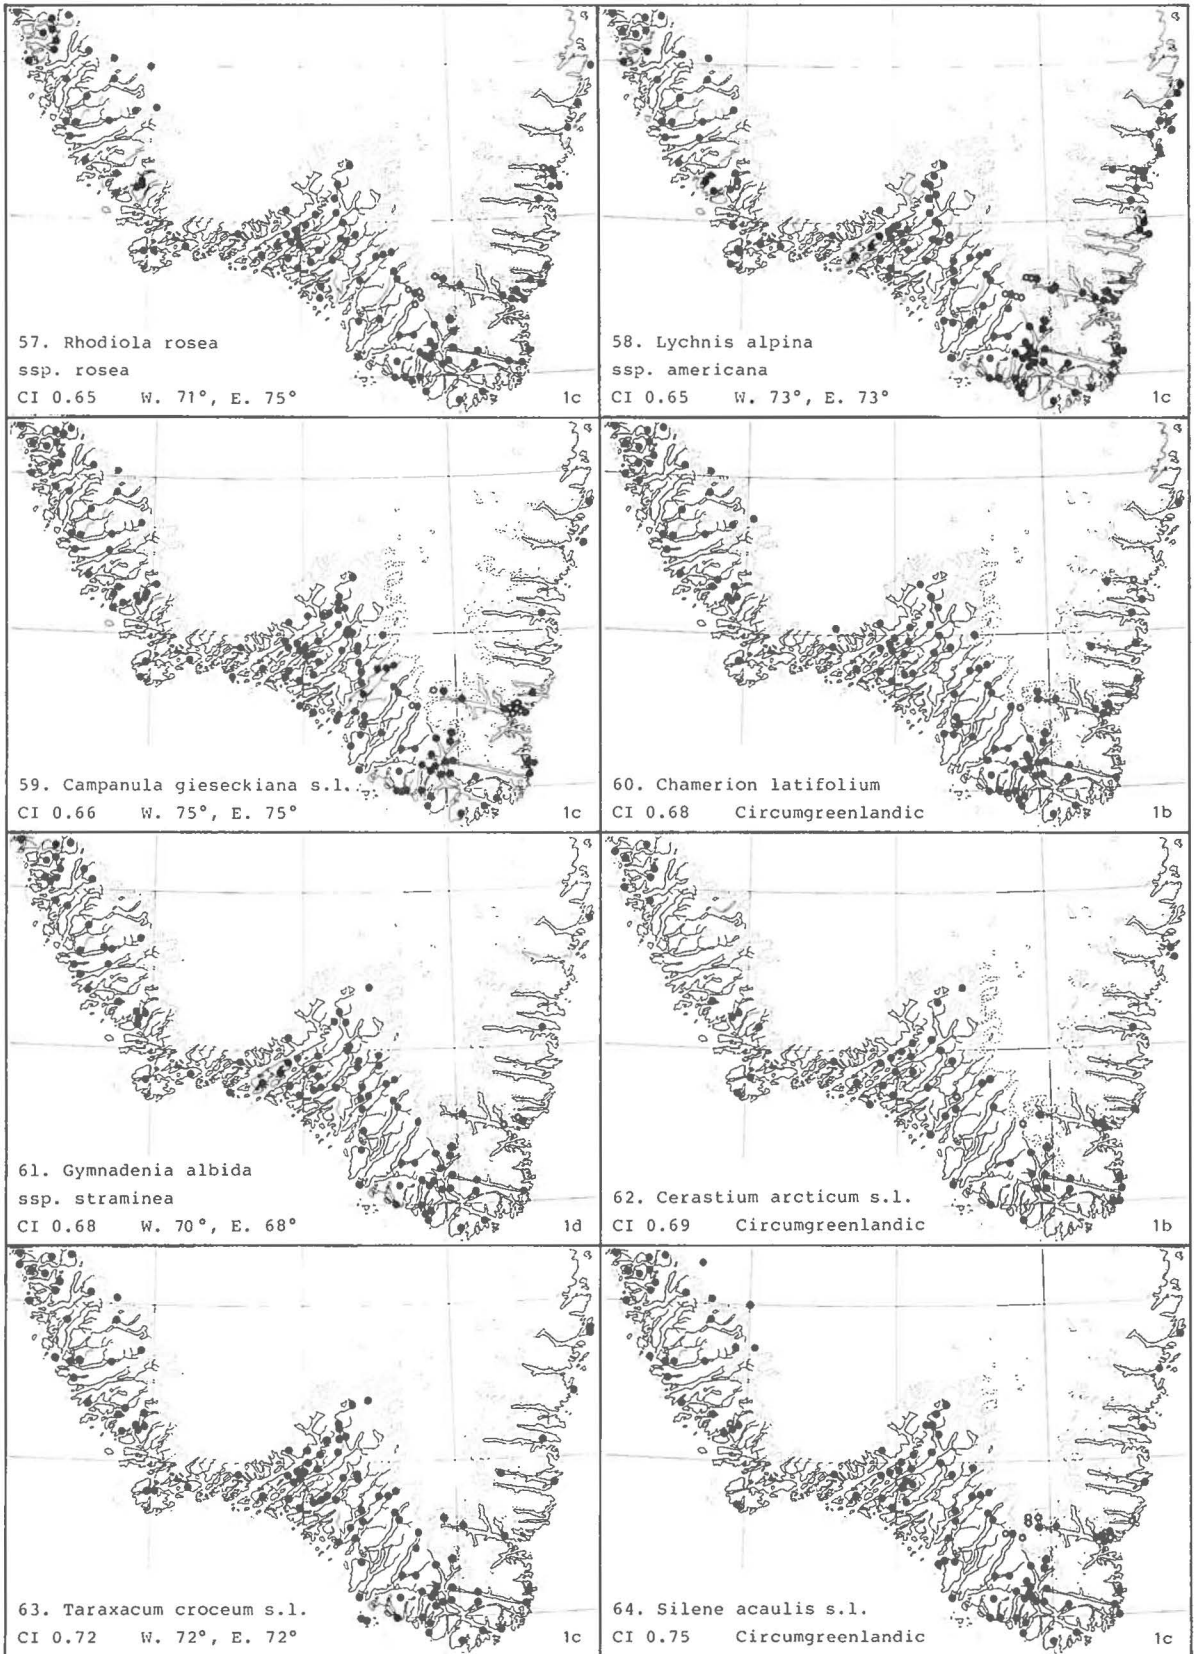 57. Rhodiola rosea
ssp. rosea
CI 0.65 W. 71°, E. 75° 1c
58. Lychnis alpina
ssp. americana
CI 0.65 W. 73°, E. 73° 1c
59. Campanula gieseckiana s.l.
CI 0.66 W. 75°, E. 75° 1c
60. Chamerion latifolium
CI 0.68 Circumgreenlandic 1b
61. Gymnadenia albida
ssp. straminea
CI 0.68 W. 70°, E. 68° 1d
62. Cerastium arcticum s.l.
CI 0.69 Circumgreenlandic 1b
63. Taraxacum croceum s.l.
CI 0.72 W. 72°, E. 72° 1c
64. Silene acaulis s.l.
CI 0.75 Circumgreenlandic 1c